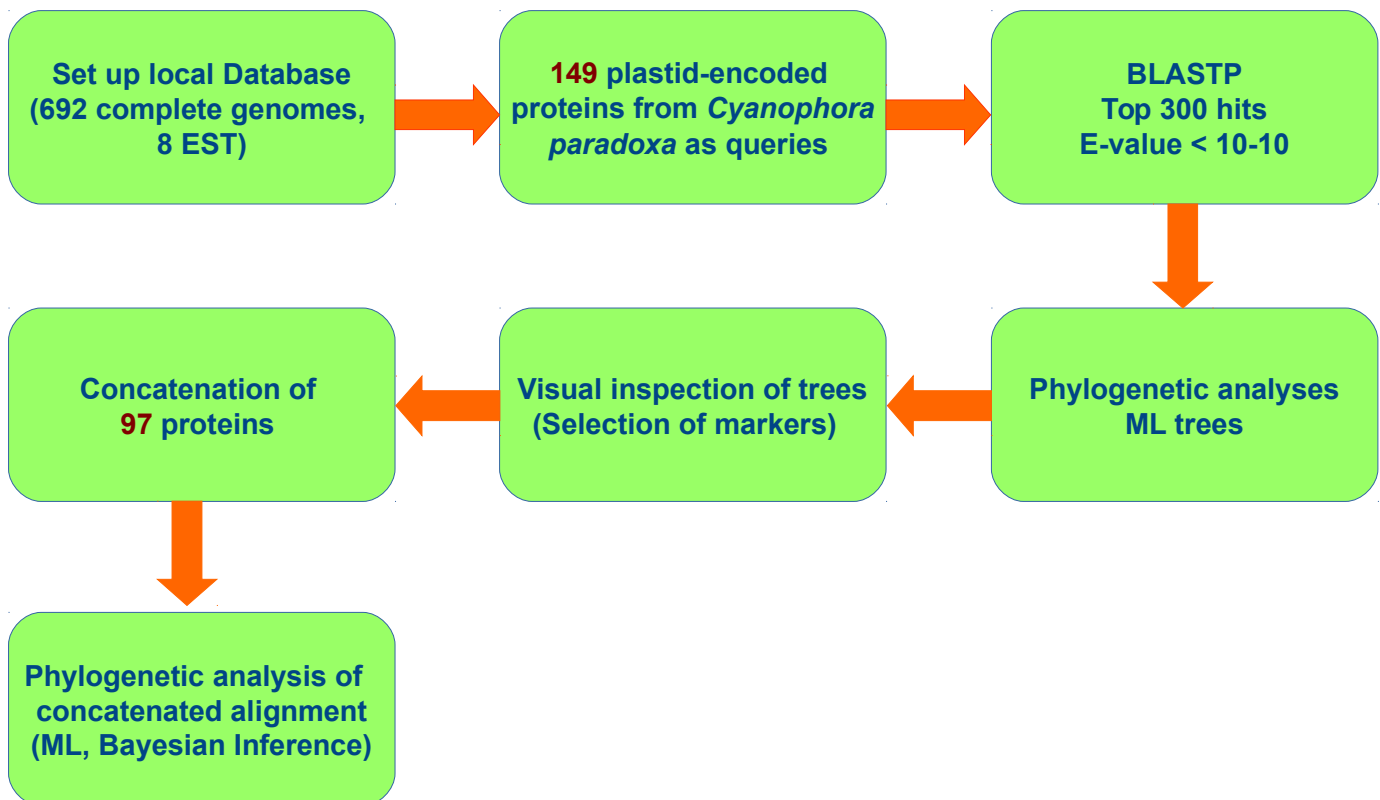 Set up local Database
(692 complete genomes,
8 EST)
149 plastid-encoded
proteins from Cyanophora
paradoxa as queries
BLASTP
Top 300 hits
E-value < 10-10
Phylogenetic analyses
ML trees
Visual inspection of trees
(Selection of markers)
Concatenation of
97 proteins
Phylogenetic analysis of
concatenated alignment
(ML, Bayesian Inference)